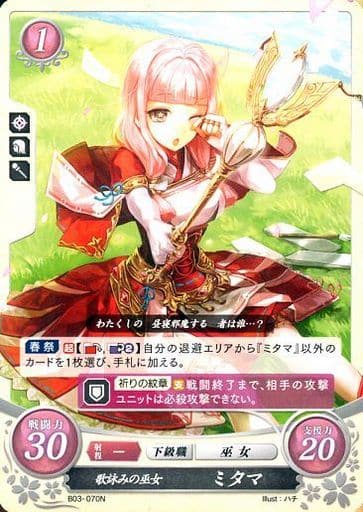 1
わたくしの 昼寝邪魔する 者は誰…?
春祭 起【 、 2】自分の退避エリアから『ミタマ』以外の
カードを1枚選び、手札に加える。
祈りの紋章 支 戦闘終了まで、相手の攻撃
ユニットは必殺攻撃できない。
戦闘力
30
射程 一 下級職 巫女
支援力
20
歌詠みの巫女 ミタマ
B03-070N
Illust:ハチ